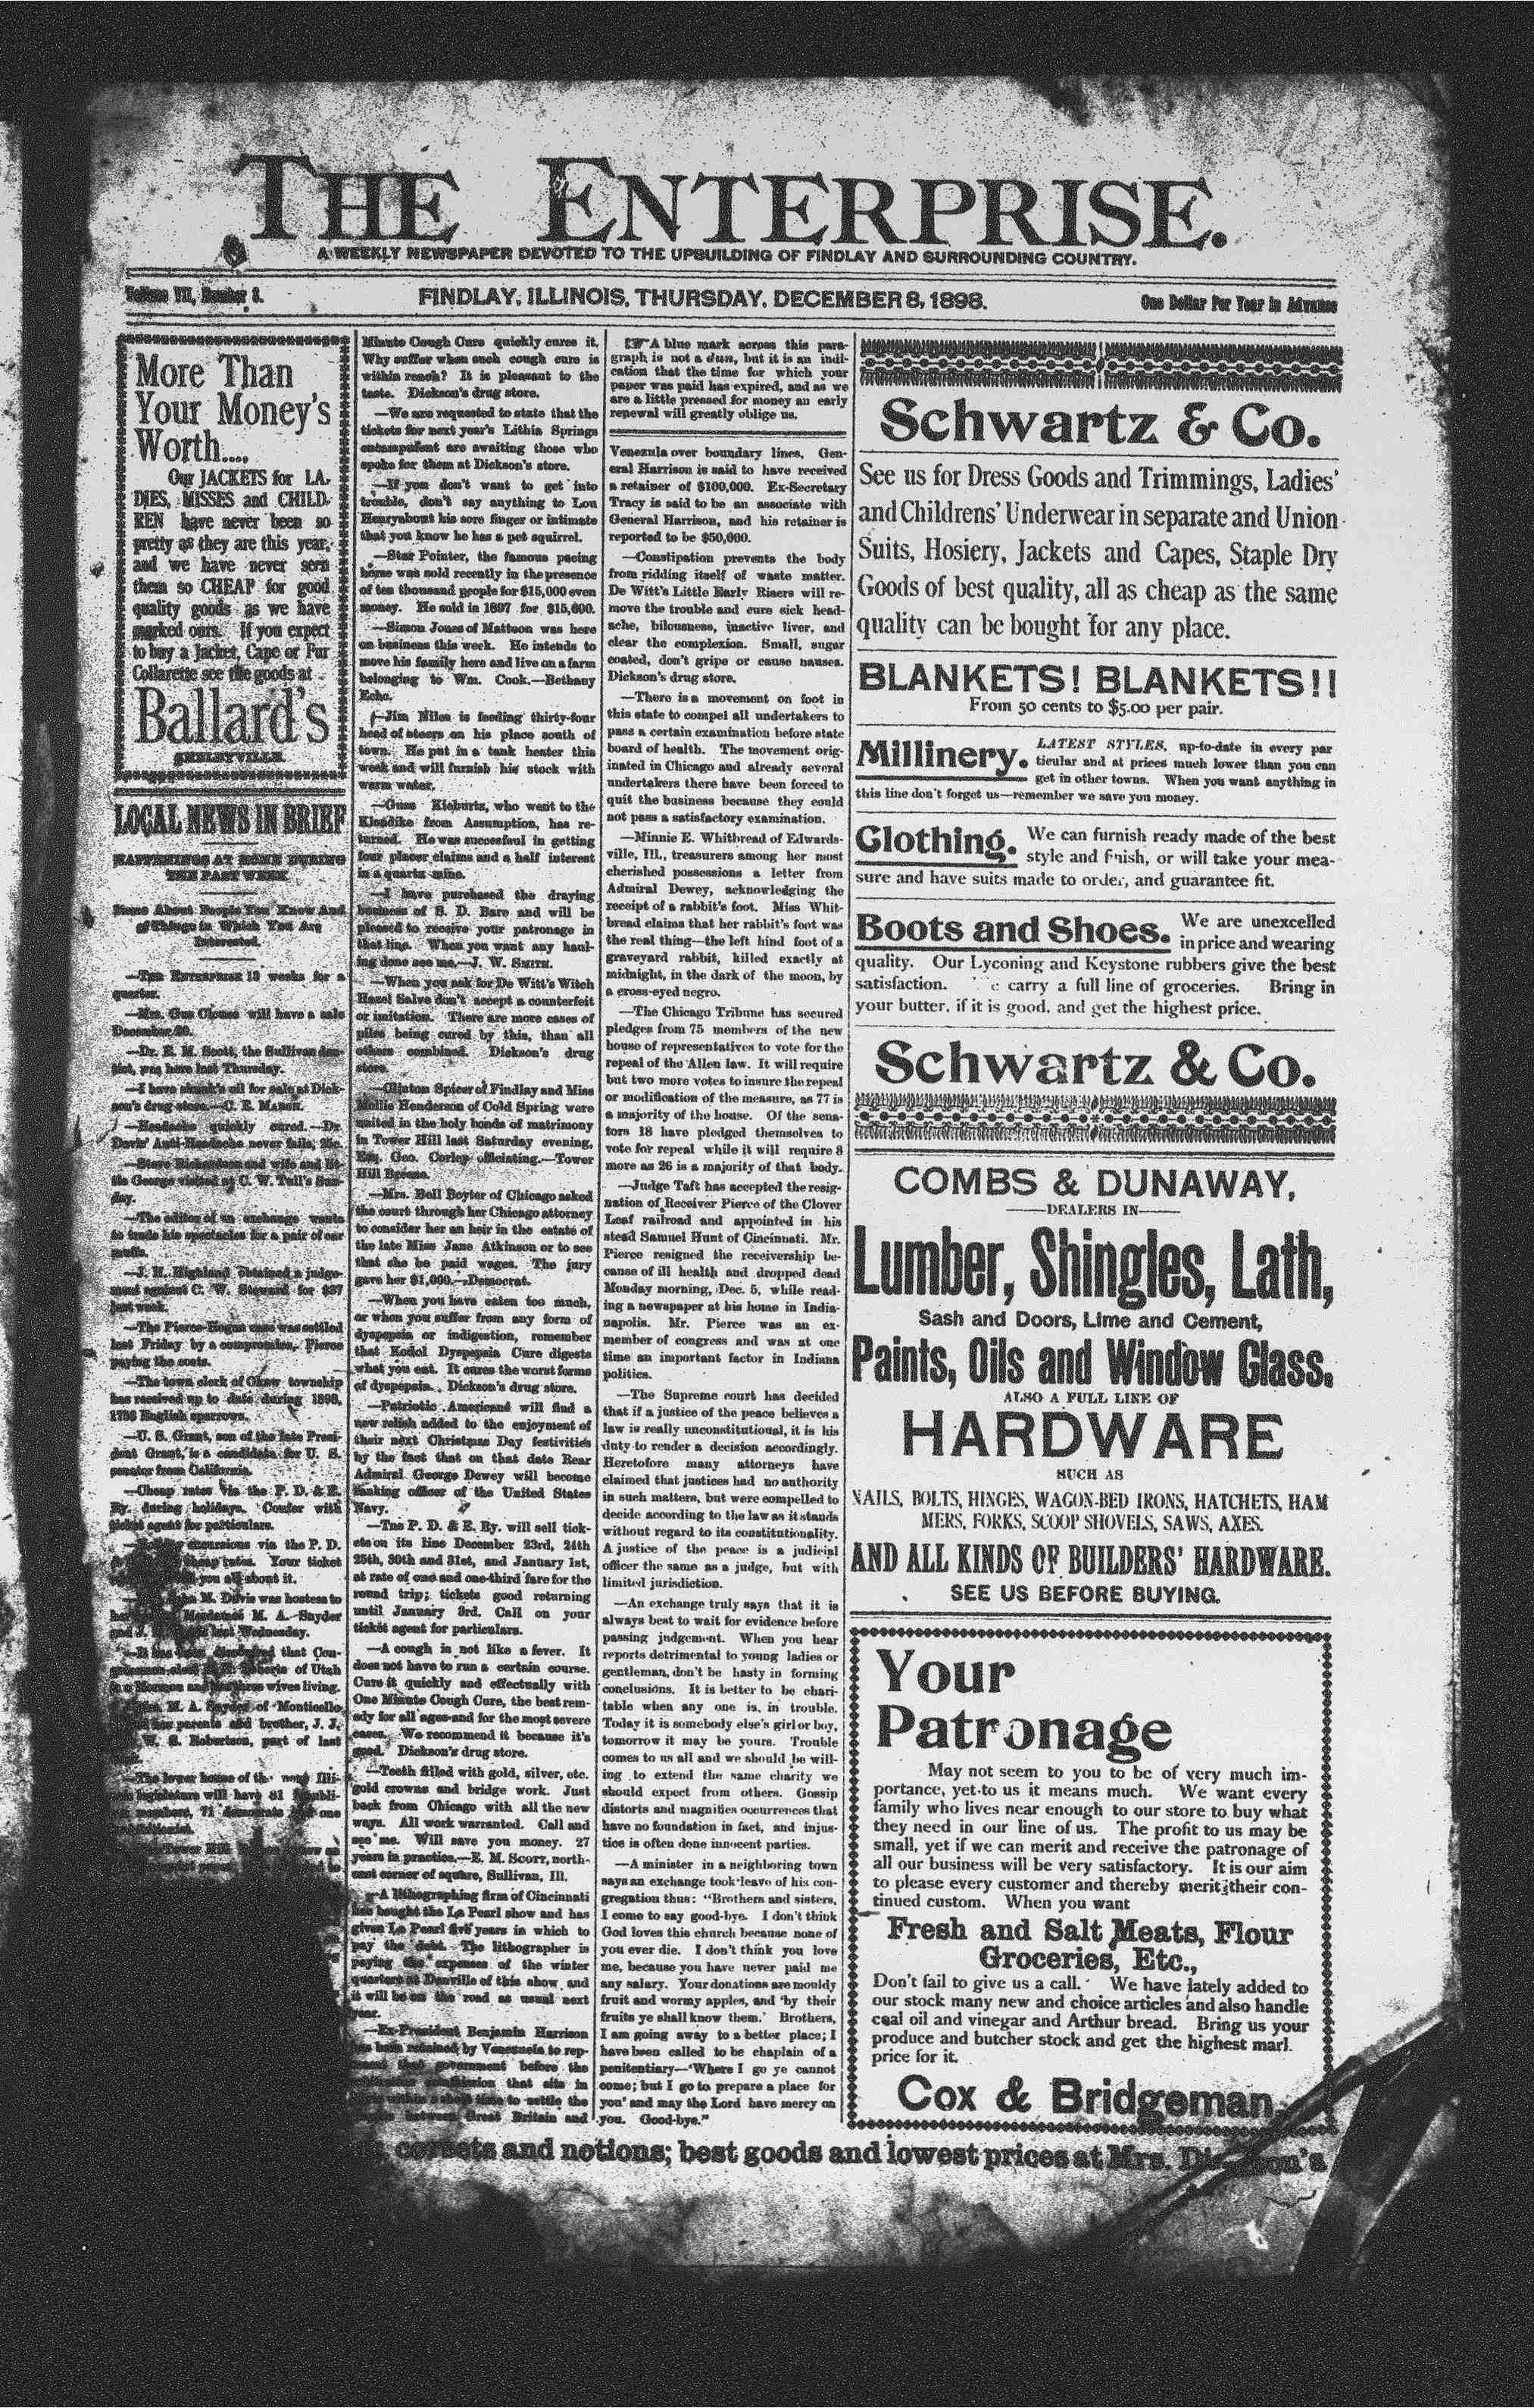 THE ENTERPRISE.
A WEEKLY NEWSPAPER DEVOTED TO THE UPBUILDING OF FINDLAY AND SURROUNDING COUNTRY.
Volume VII, Number 8.
FINDLAY, ILLINOIS, THURSDAY, DECEMBER 8, 1898.
One Dollar Per Year in Advance
More Than
Your Money's
Worth....
Our JACKETS for LA-
DIES, MISSES and CHILD-
REN have never been so
pretty as they are this year,
and we have never seen
them so CHEAP for good
quality goods as we have
marked ours. If you expect
to buy a Jacket, Cape or Fur
Collarette see the goods at
Ballard's
SHELBYVILLE.
LOCAL NEWS IN BRIEF
HAPPENINGS AT HOME DURING
THE PAST WEEK
Items About People You Know And
of Things in Which You Are
Interested.
—THE ENTERPRISE 13 weeks for a
quarter.
—Mrs. Gus Clouse will have a sale
December 20.
—Dr. E. M. Scott, the Sullivan den-
tist, was here last Thursday.
—I have skunk's oil for sale at Dick-
son's drug store.—C. E. MARSH.
—Headache quickly cured.—Dr.
Davis' Anti-Headache never fails; 25c.
—Steve Richardson and wife and lit-
tle George visited at C. W. Tull's Sun-
day.
—The editor of an exchange wants
to trade his spectacles for a pair of ear
muffs.
—J. H. Highland obtained a judge-
ment against C. W. Steward for $37
last week.
—The Pierce-Hogan case was settled
last Friday by a compromise, Pierce
paying the costs.
—The town clerk of Okaw township
has received up to date during 1898,
1756 English sparrows.
—U. S. Grant, son of the late Presi-
dent Grant, is a candidate for U. S.
senator from California.
—Cheap rates via the P. D. & E.
Ry. during holidays. Confer with
ticket agent for particulars.
excursions via the P. D.
cheap rates. Your ticket
you all about it.
M. Davis was hostess to
Mesdames M. A. Snyder
and J. last Wednesday.
—It has been discovered that Con-
gressman-elect Roberts of Utah
is a Mormon and has three wives living.
M. A. Snyder of Monticello
her parents and brother, J. J.
W. S. Robertson, part of last
—The lower house of the next Illi-
nois legislature will have 81 republi-
can members, 71 democrats and one
Minute Cough Cure quickly cures it.
Why suffer when such cough cure is
within reach? It is pleasant to the
taste. Dickson's drug store.
—We are requested to state that the
tickets for next year's Lithia Springs
encampment are awaiting those who
spoke for them at Dickson's store.
—If you don't want to get into
trouble, don't say anything to Lou
Henry about his sore finger or intimate
that you know he has a pet squirrel.
—Star Pointer, the famous pacing
horse was sold recently in the presence
of ten thousand people for $15,000 even
money. He sold in 1897 for $15,600.
—Simon Jones of Mattoon was here
on business this week. He intends to
move his family here and live on a farm
belonging to Wm. Cook.—Bethany
Echo.
—Jim Niles is feeding thirty-four
head of steers on his place south of
town. He put in a tank heater this
week and will furnish his stock with
warm water.
—Guss Kieburtz, who went to the
Klondike from Assumption, has re-
turned. He was succesful in getting
four placer claims and a half interest
in a quartz mine.
—I have purchased the draying
business of S. D. Bare and will be
pleased to receive your patronage in
that line. When you want any haul-
ing done see me.—J. W. SMITH.
—When you ask for De Witt's Witch
Hazel Salve don't accept a counterfeit
or imitation. There are more cases of
piles being cured by this, than all
others combined. Dickson's drug
store.
—Clinton Spicer of Findlay and Miss
Mollie Henderson of Cold Spring were
united in the holy bonds of matrimony
in Tower Hill last Saturday evening,
Esq. Geo. Corley officiating.—Tower
Hill Breeze.
—Mrs. Bell Boyter of Chicago asked
the court through her Chicago attorney
to consider her an heir in the estate of
the late Miss Jane Atkinson or to see
that she be paid wages. The jury
gave her $1,000.—Democrat.
—When you have eaten too much,
or when you suffer from any form of
dyspepsia or indigestion, remember
that Kodol Dyspepsia Cure digests
what you eat. It cures the worst forms
of dyspepsia. Dickson's drug store.
—Patriotic Americans will find a
new relish added to the enjoyment of
their next Christmas Day festivities
by the fact that on that date Rear
Admiral George Dewey will become
ranking officer of the United States
Navy.
—Tne P. D. & E. Ry. will sell tick-
ets on its line December 23rd, 24th
25th, 30th and 31st, and January 1st,
at rate of one and one-third fare for the
round trip; tickets good returning
until January 3rd. Call on your
ticket agent for particulars.
—A cough is not like a fever. It
does not have to run a certain course.
Cure it quickly and effectually with
One Minute Cough Cure, the best rem-
edy for all ages and for the most severe
cases. We recommend it because it's
good. Dickson's drug store.
—Teeth filled with gold, silver, etc.
gold crowns and bridge work. Just
back from Chicago with all the new
ways. All work warranted. Call and
see me. Will save you money. 27
years in practice.—E. M. SCOTT, north-
east corner of square, Sullivan, Ill.
—A lithographing firm of Cincinnati
has bought the La Pearl show and has
given La Pearl five years in which to
pay the debt. The lithographer is
paying the expenses of the winter
quarters at Danville of this show and
it will be on the road as usual next
year.
—Ex-President Benjamin Harrison
has been retained by Venezuela to rep-
resent that government before the
commission that sits in
time to settle the
between Great Britain and
☞A blue mark across this para-
graph is not a dun, but it is an indi-
cation that the time for which your
paper was paid has expired, and as we
are a little pressed for money an early
renewal will greatly oblige us.
Venezula over boundary lines. Gen-
eral Harrison is said to have received
a retainer of $100,000. Ex-Secretary
Tracy is said to be an associate with
General Harrison, and his retainer is
reported to be $50,000.
—Constipation prevents the body
from ridding itself of waste matter.
De Witt's Little Early Risers will re-
move the trouble and cure sick head-
ache, bilousness, inactive liver, and
clear the complexion. Small, sugar
coated, don't gripe or cause nausea.
Dickson's drug store.
—There is a movement on foot in
this state to compel all undertakers to
pass a certain examination before state
board of health. The movement orig-
inated in Chicago and already several
undertakers there have been forced to
quit the business because they could
not pass a satisfactory examination.
—Minnie E. Whitbread of Edwards-
ville, Ill., treasurers among her most
cherished possessions a letter from
Admiral Dewey, acknowledging the
receipt of a rabbit's foot. Miss Whit-
bread claims that her rabbit's foot was
the real thing—the left hind foot of a
graveyard rabbit, killed exactly at
midnight, in the dark of the moon, by
a cross-eyed negro.
—The Chicago Tribune has secured
pledges from 75 members of the new
house of representatives to vote for the
repeal of the Allen law. It will require
but two more votes to insure the repeal
or modification of the measure, as 77 is
a majority of the house. Of the sena-
tors 18 have pledged themselves to
vote for repeal while it will require 8
more as 26 is a majority of that body.
—Judge Taft has accepted the resig-
nation of Receiver Pierce of the Clover
Leaf railroad and appointed in his
stead Samuel Hunt of Cincinnati. Mr.
Pierce resigned the receivership be-
cause of ill health and dropped dead
Monday morning, Dec. 5, while read-
ing a newspaper at his home in India-
napolis. Mr. Pierce was an ex-
member of congress and was at one
time an important factor in Indiana
politics.
—The Supreme court has decided
that if a justice of the peace believes a
law is really unconstitutional, it is his
duty to render a decision accordingly.
Heretofore many attorneys have
claimed that justices had no authority
in such matters, but were compelled to
decide according to the law as it stands
without regard to its constitutionality.
A justice of the peace is a judicial
officer the same as a judge, but with
limited jurisdiction.
—An exchange truly says that it is
always best to wait for evidence before
passing judgement. When you hear
reports detrimental to young ladies or
gentleman, don't be hasty in forming
conclusions. It is better to be chari-
table when any one is in trouble.
Today it is somebody else's girl or boy,
tomorrow it may be yours. Trouble
comes to us all and we should be will-
ing to extend the same charity we
should expect from others. Gossip
distorts and magnifies occurrences that
have no foundation in fact, and injus-
tice is often done innocent parties.
—A minister in a neighboring town
says an exchange took leave of his con-
gregation thus: "Brothers and sisters,
I come to say good-bye. I don't think
God loves this church because none of
you ever die. I don't think you love
me, because you have never paid me
any salary. Your donations are mouldy
fruit and wormy apples, and 'by their
fruits ye shall know them.' Brothers,
I am going away to a better place; I
have been called to be chaplain of a
penitentiary—'Where I go ye cannot
come; but I go to prepare a place for
you' and may the Lord have mercy on
you. Good-bye."
Schwartz & Co.
See us for Dress Goods and Trimmings, Ladies'
and Childrens' Underwear in separate and Union
Suits, Hosiery, Jackets and Capes, Staple Dry
Goods of best quality, all as cheap as the same
quality can be bought for any place.
BLANKETS! BLANKETS!!
From 50 cents to $5.00 per pair.
Millinery. LATEST STYLES, up-to-date in every par
ticular and at prices much lower than you can
get in other towns. When you want anything in
this line don't forget us—remember we save you money.
Clothing. We can furnish ready made of the best
style and finish, or will take your mea-
sure and have suits made to order, and guarantee fit.
Boots and Shoes. We are unexcelled
in price and wearing
quality. Our Lyconing and Keystone rubbers give the best
satisfaction. carry a full line of groceries. Bring in
your butter, if it is good, and get the highest price.
Schwartz & Co.
COMBS & DUNAWAY,
DEALERS IN
Lumber, Shingles, Lath,
Sash and Doors, Lime and Cement,
Paints, Oils and Window Glass.
ALSO A FULL LINE OF
HARDWARE
SUCH AS
NAILS, BOLTS, HINGES, WAGON-BED IRONS, HATCHETS, HAM
MERS, FORKS, SCOOP SHOVELS, SAWS, AXES.
AND ALL KINDS OF BUILDERS' HARDWARE.
SEE US BEFORE BUYING.
Your
Patronage
May not seem to you to be of very much im-
portance, yet to us it means much. We want every
family who lives near enough to our store to buy what
they need in our line of us. The profit to us may be
small, yet if we can merit and receive the patronage of
all our business will be very satisfactory. It is our aim
to please every customer and thereby merit their con-
tinued custom. When you want
Fresh and Salt Meats, Flour
Groceries, Etc.,
Don't fail to give us a call. We have lately added to
our stock many new and choice articles and also handle
coal oil and vinegar and Arthur bread. Bring us your
produce and butcher stock and get the highest mar
price for it.
Cox & Bridgeman.
corsets and notions; best goods and lowest prices at Mrs.